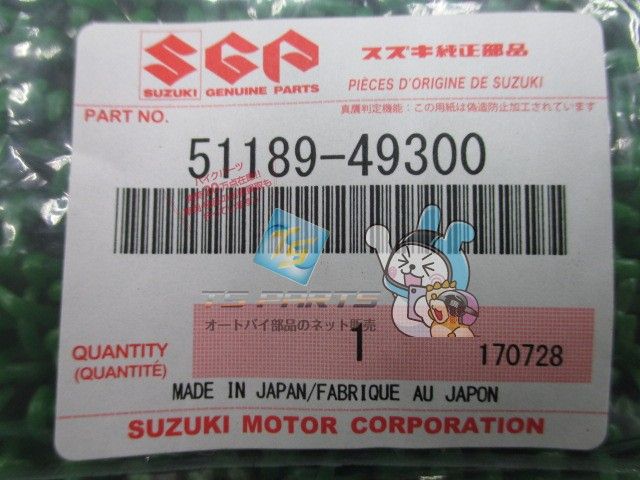 SGP
スズキ純正部品
SUZUKI GENUINE PARTS
PIÈCES D'ORIGINE DE SUZUKI
PART NO.
真贋判定機能：この用紙は偽造防止加工されています
51189-49300
TS PARTS
オートバイ部品のネット販売
QUANTITY
(QUANTITÉ)
1
170728
MADE IN JAPAN/FABRIQUE AU JAPON
SUZUKI MOTOR CORPORATION